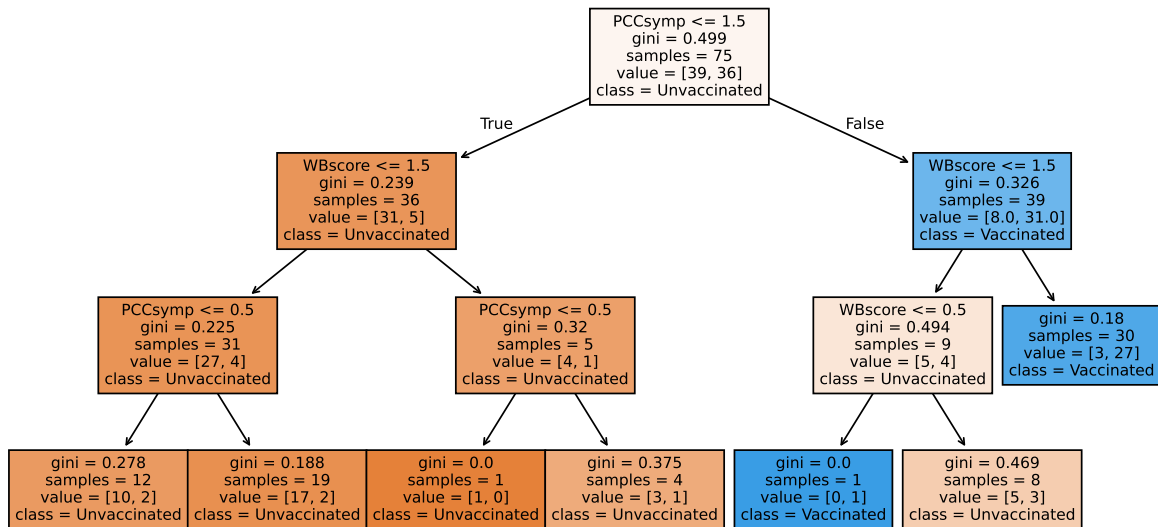 PCCsymp <= 1.5
gini = 0.499
samples = 75
value = [39, 36]
class = Unvaccinated
True
False
WBscore <= 1.5
gini = 0.239
samples = 36
value = [31, 5]
class = Unvaccinated
WBscore <= 1.5
gini = 0.326
samples = 39
value = [8.0, 31.0]
class = Vaccinated
PCCsymp <= 0.5
gini = 0.225
samples = 31
value = [27, 4]
class = Unvaccinated
PCCsymp <= 0.5
gini = 0.32
samples = 5
value = [4, 1]
class = Unvaccinated
WBscore <= 0.5
gini = 0.494
samples = 9
value = [5, 4]
class = Unvaccinated
gini = 0.18
samples = 30
value = [3, 27]
class = Vaccinated
gini = 0.278
samples = 12
value = [10, 2]
class = Unvaccinated
gini = 0.188
samples = 19
value = [17, 2]
class = Unvaccinated
gini = 0.0
samples = 1
value = [1, 0]
class = Unvaccinated
gini = 0.375
samples = 4
value = [3, 1]
class = Unvaccinated
gini = 0.0
samples = 1
value = [0, 1]
class = Vaccinated
gini = 0.469
samples = 8
value = [5, 3]
class = Unvaccinated